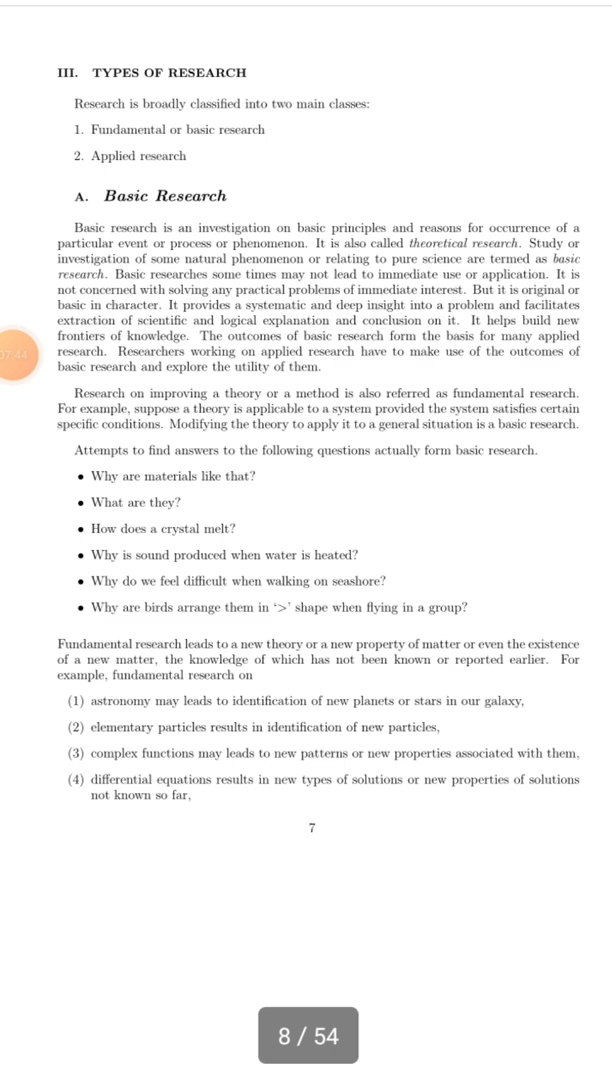 III. TYPES OF RESEARCH
Research is broadly classified into two main classes:
1. Fundamental or basic research
2. Applied research
A. Basic Research
Basic research is an investigation on basic principles and reasons for occurrence of a
particular event or process or phenomenon. It is also called theoretical research. Study or
investigation of some natural phenomenon or relating to pure science are termed as basic
research. Basic researches some times may not lead to immediate use or application. It is
not concerned with solving any practical problems of immediate interest. But it is original or
basic in character. It provides a systematic and deep insight into a problem and facilitates
extraction of scientific and logical explanation and conclusion on it. It helps build new
frontiers of knowledge. The outcomes of basic research form the basis for many applied
07:44
research. Researchers working on applied research have to make use of the outcomes of
basic research and explore the utility of them.
Research on improving a theory or a method is also referred as fundamental research.
For example, suppose a theory is applicable to a system provided the system satisfies certain
specific conditions. Modifying the theory to apply it to a general situation is a basic research.
Attempts to find answers to the following questions actually form basic research.
• Why are materials like that?
• What are they?
• How does a crystal melt?
• Why is sound produced when water is heated?
• Why do we feel difficult when walking on seashore?
• Why are birds arrange them in ‘>’ shape when flying in a group?
Fundamental research leads to a new theory or a new property of matter or even the existence
of a new matter, the knowledge of which has not been known or reported earlier. For
example, fundamental research on
(1) astronomy may leads to identification of new planets or stars in our galaxy,
(2) elementary particles results in identification of new particles,
(3) complex functions may leads to new patterns or new properties associated with them,
(4) differential equations results in new types of solutions or new properties of solutions
not known so far,
7
8 / 54